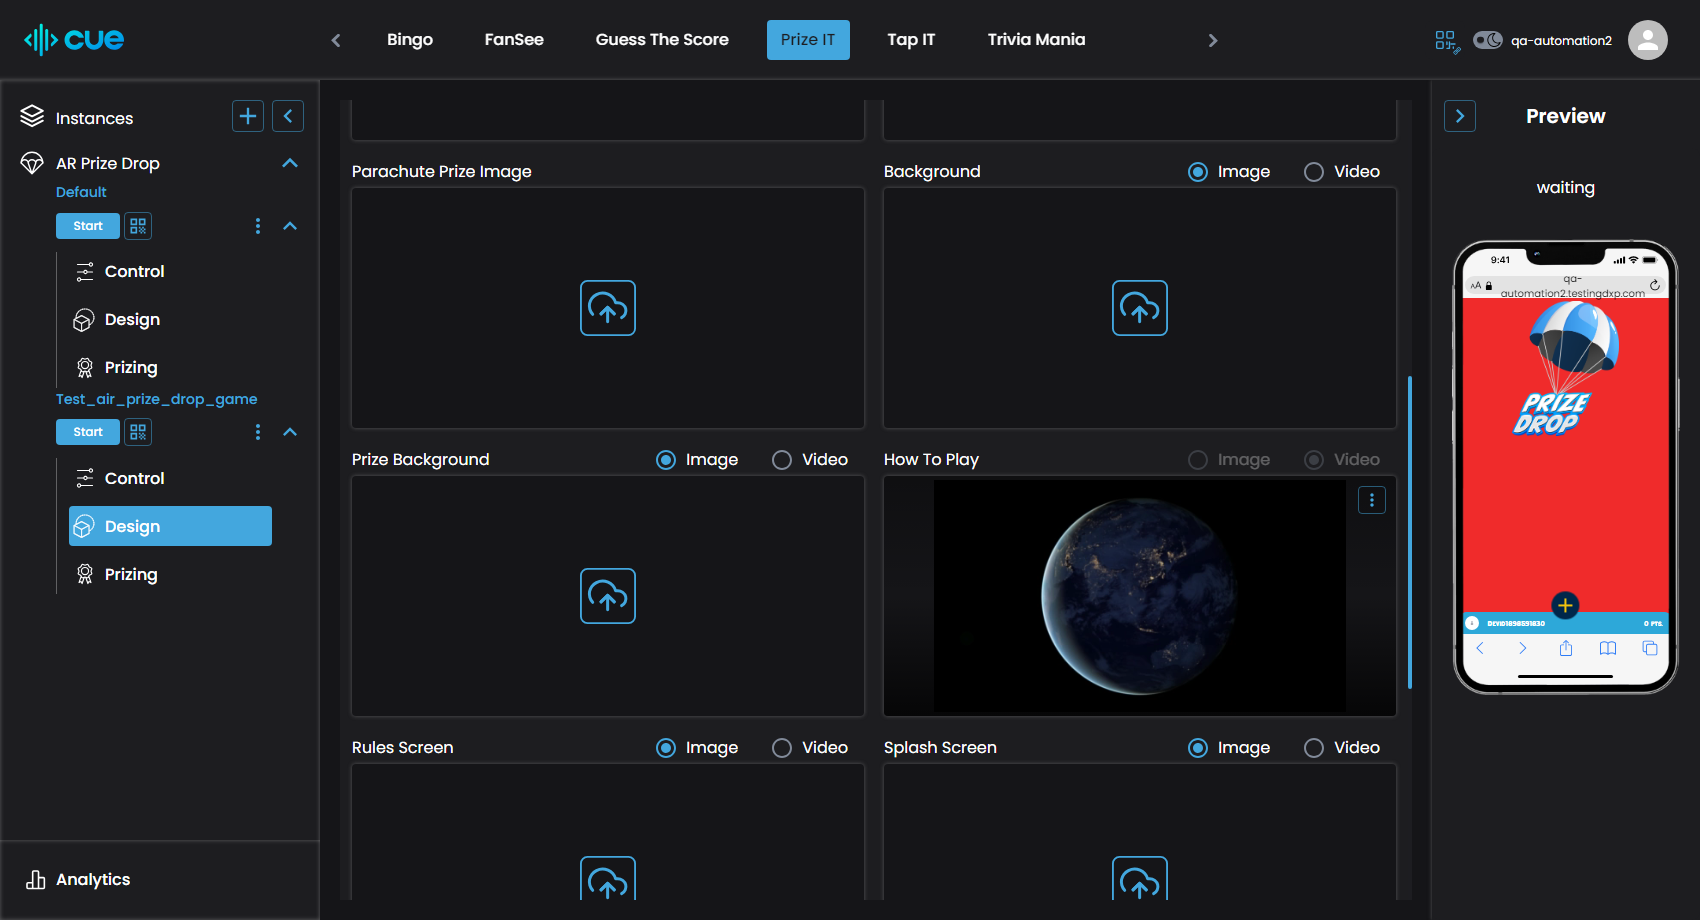 cue
Bingo
FanSee
Guess The Score
Prize IT
Tap IT
Trivia Mania
qa-automation2
Instances
AR Prize Drop
Default
Start
Control
Design
Prizing
Test_air_prize_drop_game
Start
Control
Design
Prizing
Analytics
Parachute Prize Image
Background
Image
Video
Prize Background
Image
Video
How To Play
Image
Video
Rules Screen
Image
Video
Splash Screen
Image
Video
Preview
waiting
9:41
AA
qa-
automation2.testingdxp.com
PRIZE
DROP
0 PTS.